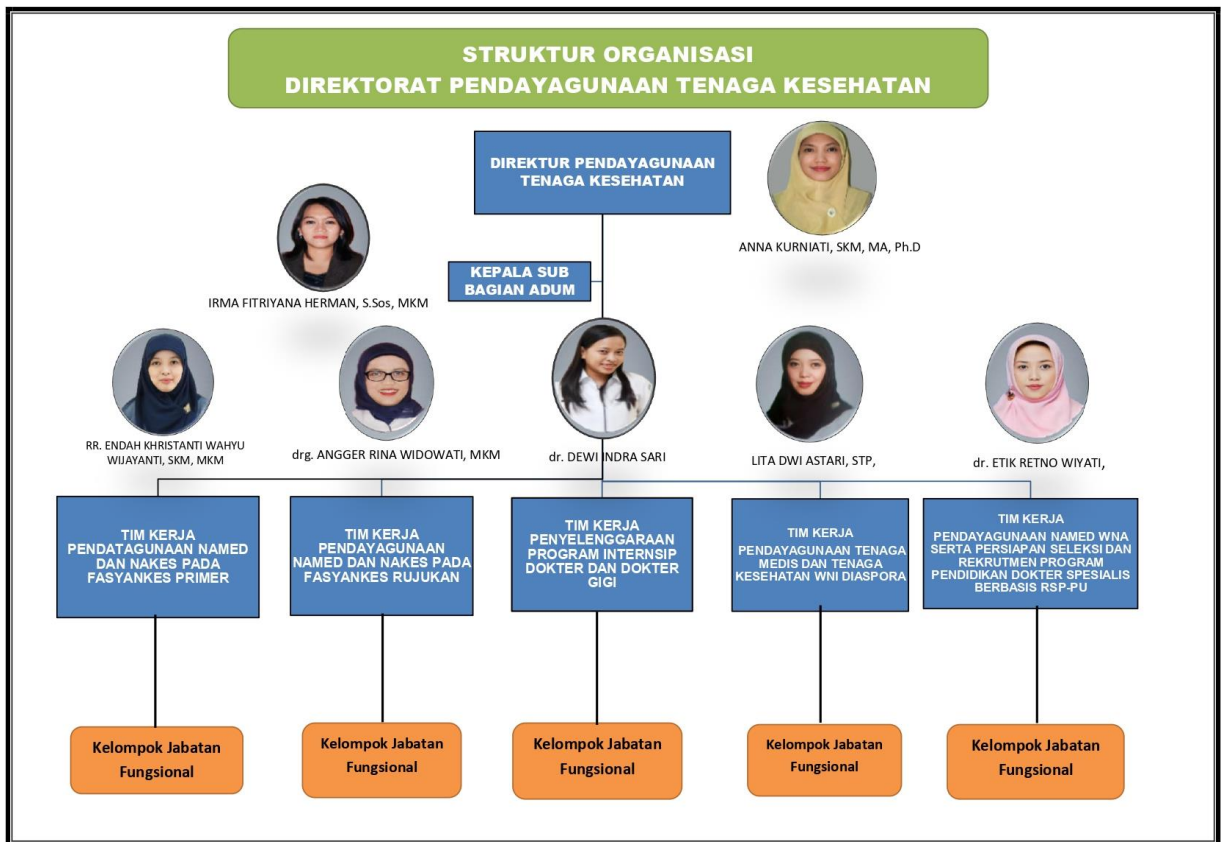 STRUKTUR ORGANISASI
DIREKTORAT PENDAYAGUNAAN TENAGA KESEHATAN
DIREKTUR PENDAYAGUNAAN
TENAGA KESEHATAN
ANNA KURNIATI, SKM, MA, Ph.D
KEPALA SUB
BAGIAN ADUM
IRMA FITRIYANA HERMAN, S.Sos, MKM
RR. ENDAH KHRISTANTI WAHYU
WIJAYANTI, SKM, MKM
drg. ANGGER RINA WIDOWATI, MKM
dr. DEWI INDRA SARI
LITA DWI ASTARI, STP,
dr. ETIK RETNO WIYATI,
TIM KERJA
PENDATAGUNAAN NAMED
DAN NAKES PADA
FASYANKES PRIMER
TIM KERJA
PENDAYAGUNAAN
NAMED DAN NAKES PADA
FASYANKES RUJUKAN
TIM KERJA
PENYELENGGARAAN
PROGRAM INTERNSIP
DOKTER DAN DOKTER
GIGI
TIM KERJA
PENDAYAGUNAAN TENAGA
MEDIS DAN TENAGA
KESEHATAN WNI DIASPORA
TIM KERJA
PENDAYAGUNAAN NAMED WNA
SERTA PERSIAPAN SELEKSI DAN
REKRUTMEN PROGRAM
PENDIDIKAN DOKTER SPESIALIS
BERBASIS RSP-PU
Kelompok Jabatan
Fungsional
Kelompok Jabatan
Fungsional
Kelompok Jabatan
Fungsional
Kelompok Jabatan
Fungsional
Kelompok Jabatan
Fungsional